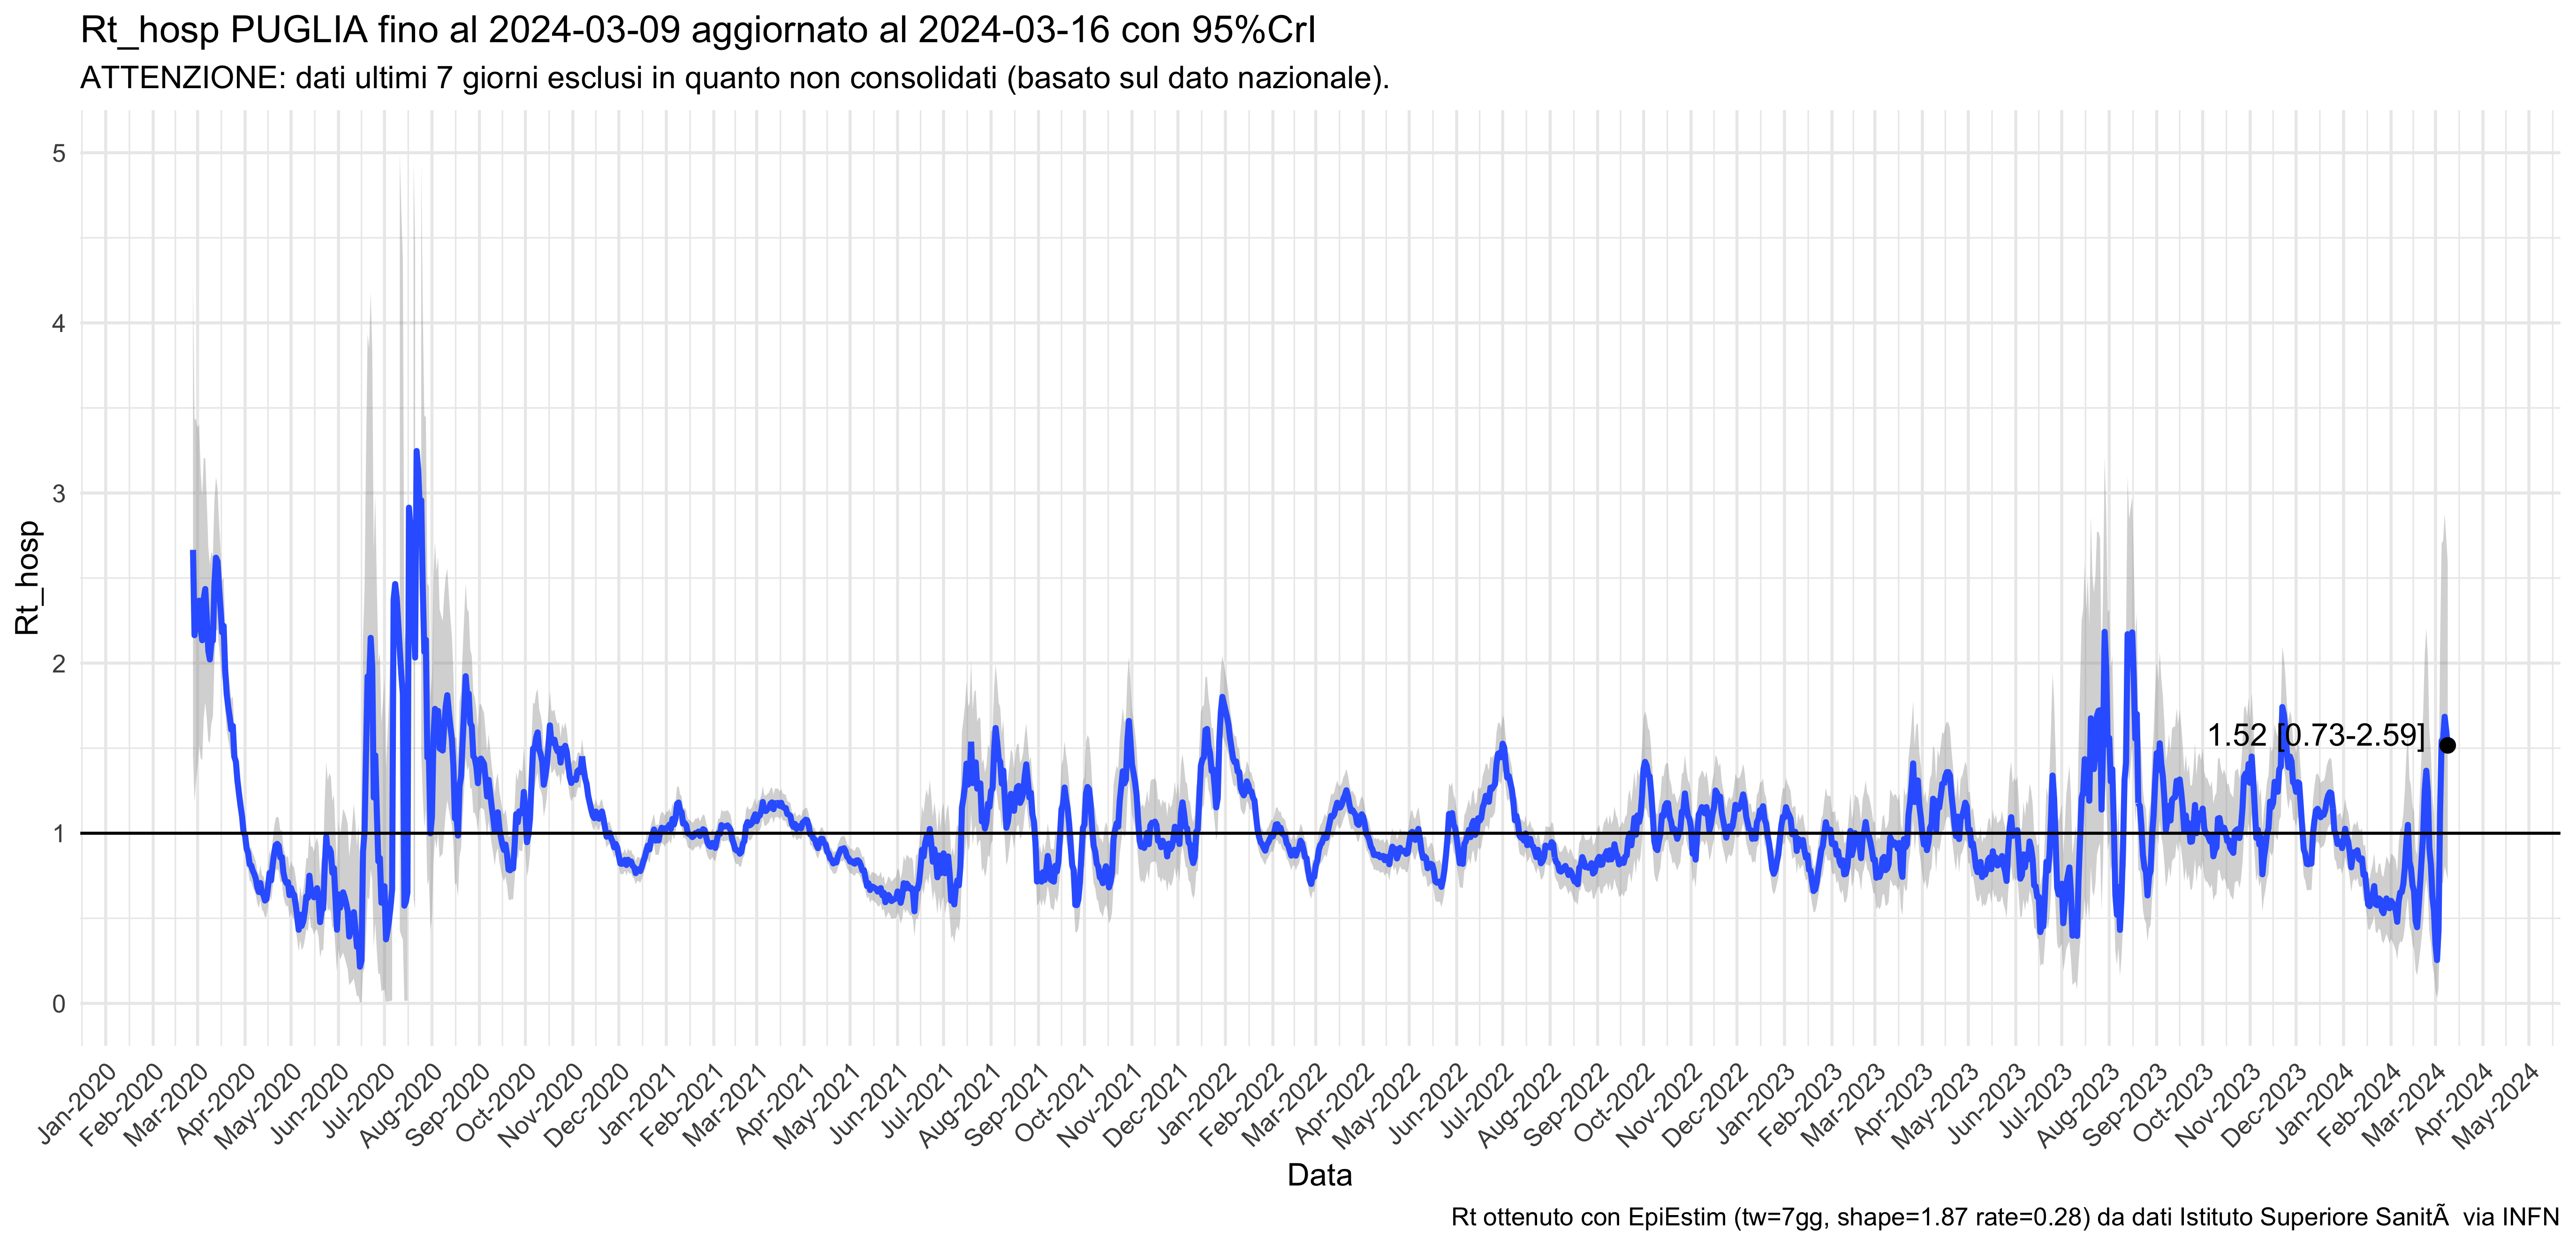 Rt_hosp PUGLIA fino al 2024-03-09 aggiornato al 2024-03-16 con 95%CrI
ATTENZIONE: dati ultimi 7 giorni esclusi in quanto non consolidati (basato sul dato nazionale).
5
4
3
2
1
0
Rt_hosp
1.52 [0.73-2.59]
Jan-2020
Feb-2020
Mar-2020
Apr-2020
May-2020
Jun-2020
Jul-2020
Aug-2020
Sep-2020
Oct-2020
Nov-2020
Dec-2020
Jan-2021
Feb-2021
Mar-2021
Apr-2021
May-2021
Jun-2021
Jul-2021
Aug-2021
Sep-2021
Oct-2021
Nov-2021
Dec-2021
Jan-2022
Feb-2022
Mar-2022
Apr-2022
May-2022
Jun-2022
Jul-2022
Aug-2022
Sep-2022
Oct-2022
Nov-2022
Dec-2022
Jan-2023
Feb-2023
Mar-2023
Apr-2023
May-2023
Jun-2023
Jul-2023
Aug-2023
Sep-2023
Oct-2023
Nov-2023
Dec-2023
Jan-2024
Feb-2024
Mar-2024
Apr-2024
May-2024
Data
Rt ottenuto con EpiEstim (tw=7gg, shape=1.87 rate=0.28) da dati Istituto Superiore SanitÃ  via INFN